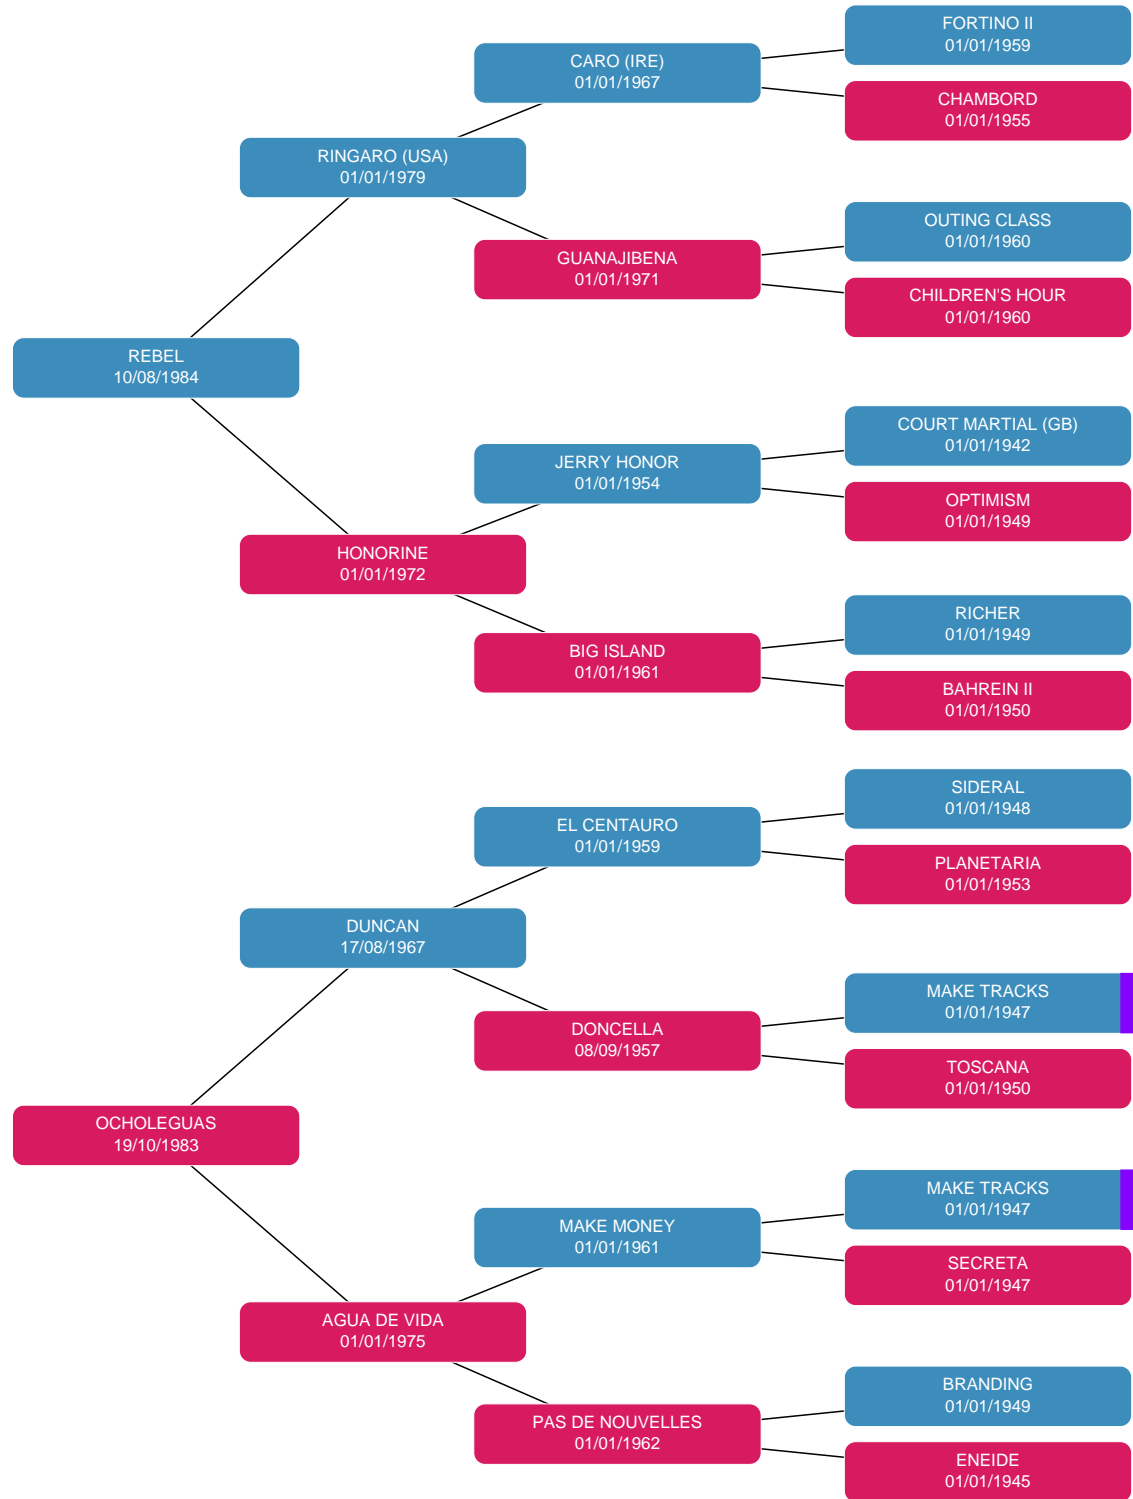 FORTINO II
01/01/1959
CARO (IRE)
01/01/1967
CHAMBORD
01/01/1955
RINGARO (USA)
01/01/1979
OUTING CLASS
01/01/1960
GUANAJIBENA
01/01/1971
CHILDREN'S HOUR
01/01/1960
REBEL
10/08/1984
COURT MARTIAL (GB)
01/01/1942
JERRY HONOR
01/01/1954
OPTIMISM
01/01/1949
HONORINE
01/01/1972
RICHER
01/01/1949
BIG ISLAND
01/01/1961
BAHREIN II
01/01/1950
SIDERAL
01/01/1948
EL CENTAURO
01/01/1959
PLANETARIA
01/01/1953
DUNCAN
17/08/1967
MAKE TRACKS
01/01/1947
DONCELLA
08/09/1957
TOSCANA
01/01/1950
OCHOLEGUAS
19/10/1983
MAKE TRACKS
01/01/1947
MAKE MONEY
01/01/1961
SECRETA
01/01/1947
AGUA DE VIDA
01/01/1975
BRANDING
01/01/1949
PAS DE NOUVELLES
01/01/1962
ENEIDE
01/01/1945